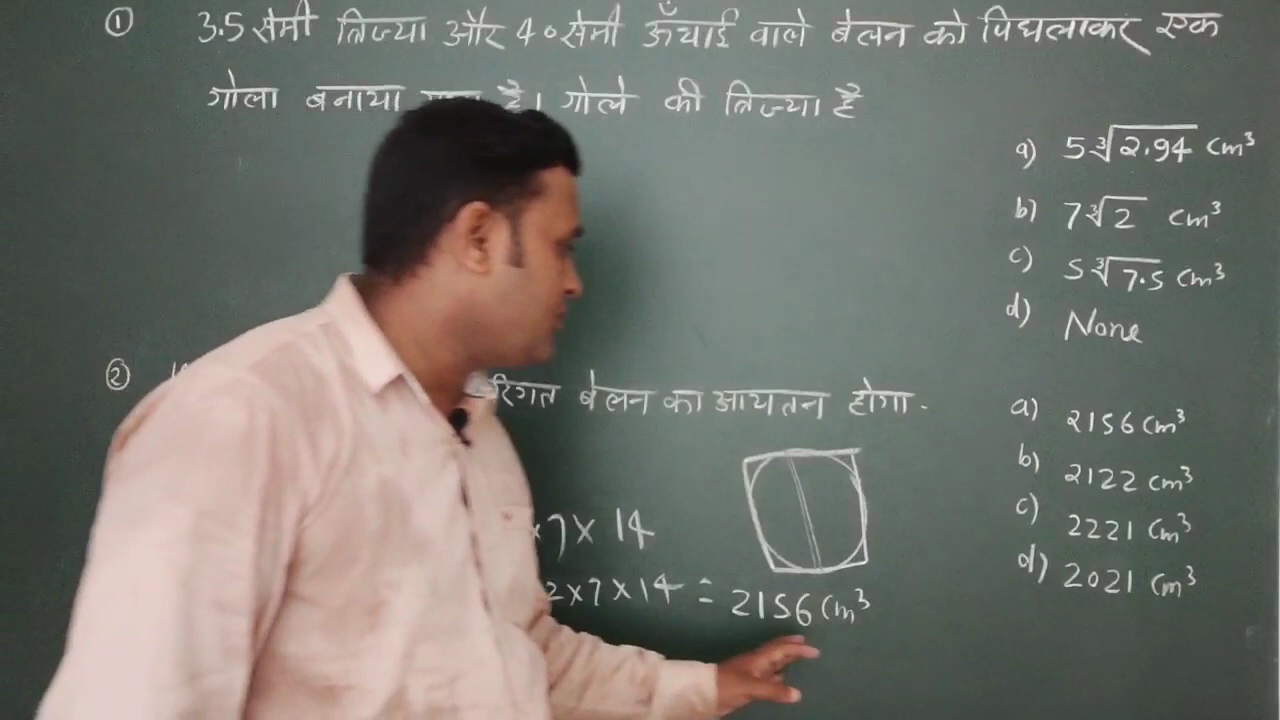 ① 3.5 सेमी त्रिज्या और 40 सेमी ऊँचाई वाले बेलन को पिघलाकर एक
गोला बनाया है। गोले की त्रिज्या है
a) 5∛2.94 cm³
b) 7∛2 cm³
c) 5∛7.5 cm³
d) None
② रिगत बेलन का आयतन होगा.
×7×14
2×7×14 = 2156 cm³
a) 2156 cm³
b) 2122 cm³
c) 2221 cm³
d) 2021 cm³